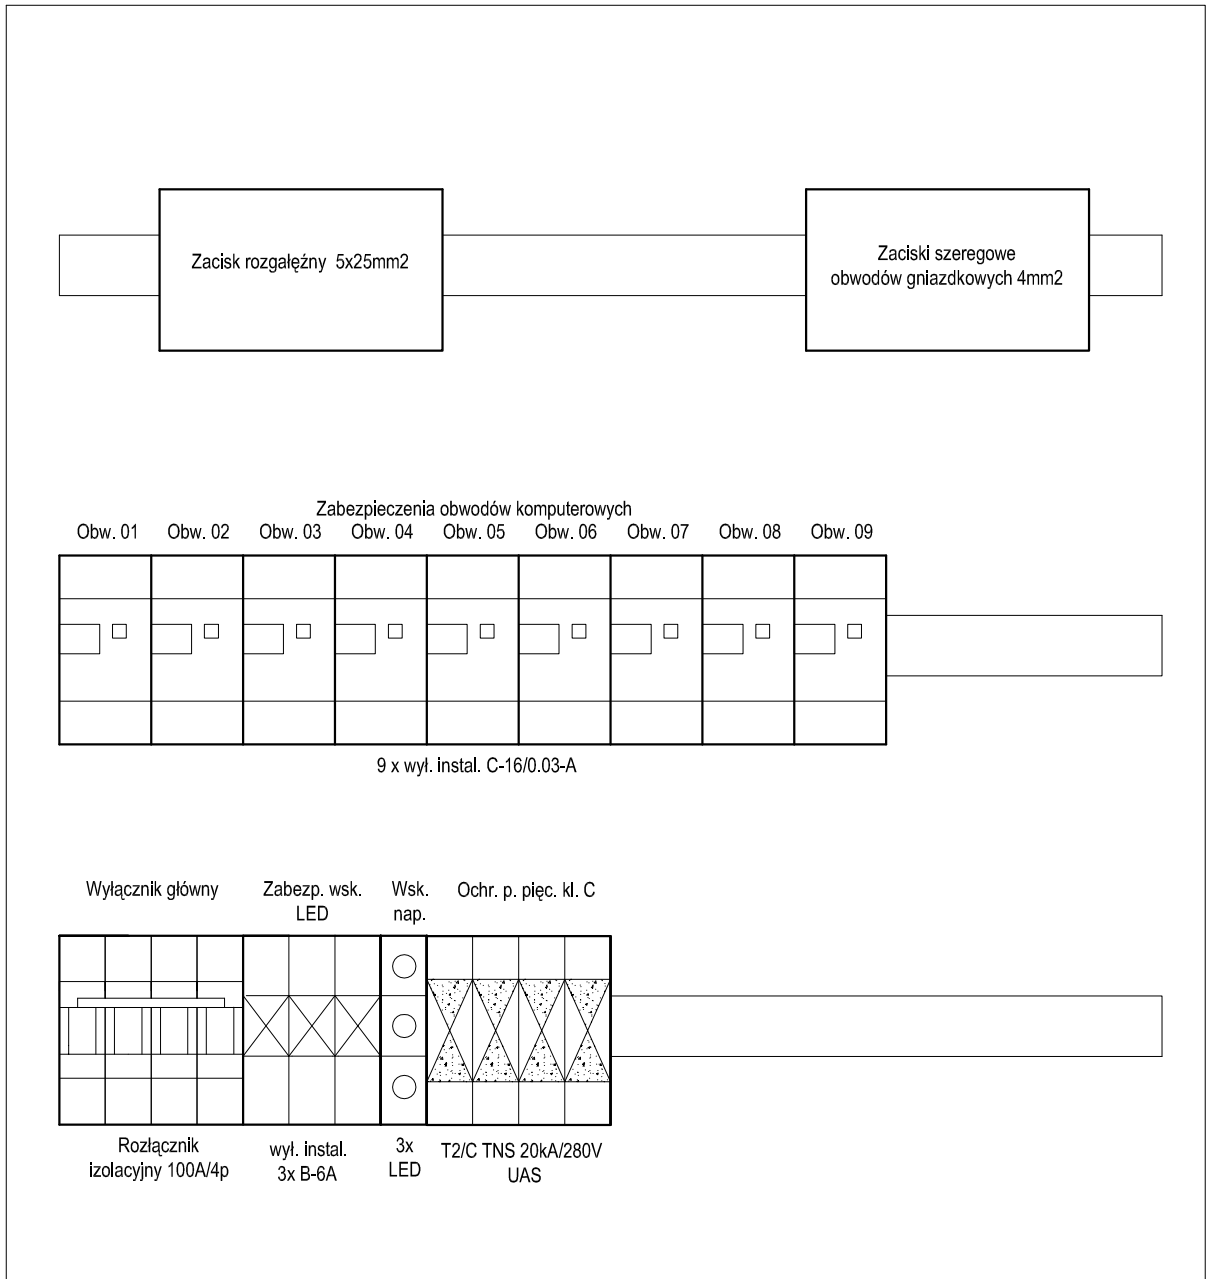 Zacisk rozgałęźny 5x25mm2
Zaciski szeregowe
obwodów gniazdkowych 4mm2
Zabezpieczenia obwodów komputerowych
Obw. 01 Obw. 02 Obw. 03 Obw. 04 Obw. 05 Obw. 06 Obw. 07 Obw. 08 Obw. 09
9 x wył. instal. C-16/0.03-A
Wyłącznik główny
Zabezp. wsk.
LED
Wsk.
nap.
Ochr. p. pięc. kl. C
Rozłącznik
izolacyjny 100A/4p
wył. instal.
3x B-6A
3x
LED
T2/C TNS 20kA/280V
UAS